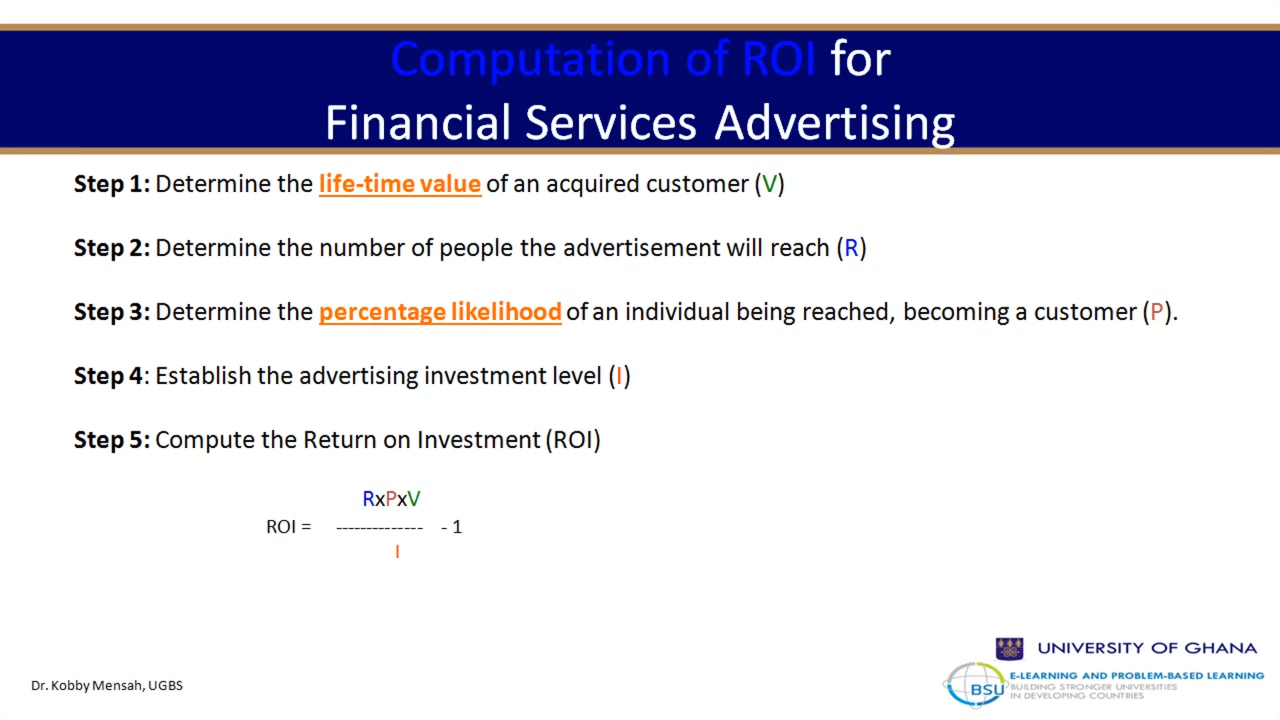 Computation of ROI for
Financial Services Advertising
Step 1: Determine the life-time value of an acquired customer (V)
Step 2: Determine the number of people the advertisement will reach (R)
Step 3: Determine the percentage likelihood of an individual being reached, becoming a customer (P).
Step 4: Establish the advertising investment level (I)
Step 5: Compute the Return on Investment (ROI)
RxPxV
ROI = -------------- - 1
I
UNIVERSITY OF GHANA
Dr. Kobby Mensah, UGBS
BSU
E-LEARNING AND PROBLEM-BASED LEARNING
BUILDING STRONGER UNIVERSITIES
IN DEVELOPING COUNTRIES